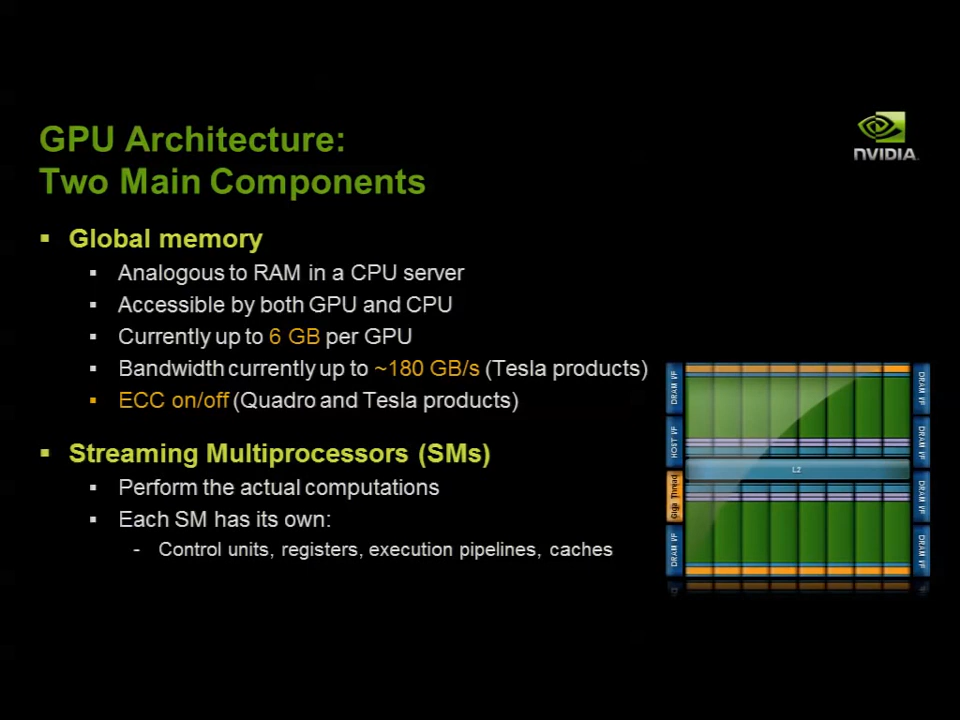 GPU Architecture:
Two Main Components
NVIDIA
▪ Global memory
▪ Analogous to RAM in a CPU server
▪ Accessible by both GPU and CPU
▪ Currently up to 6 GB per GPU
▪ Bandwidth currently up to ~180 GB/s (Tesla products)
▪ ECC on/off (Quadro and Tesla products)
▪ Streaming Multiprocessors (SMs)
▪ Perform the actual computations
▪ Each SM has its own:
- Control units, registers, execution pipelines, caches
DRAM I/F
HOST I/F
Giga Thread
DRAM I/F
L2
DRAM I/F
DRAM I/F
DRAM I/F
DRAM I/F